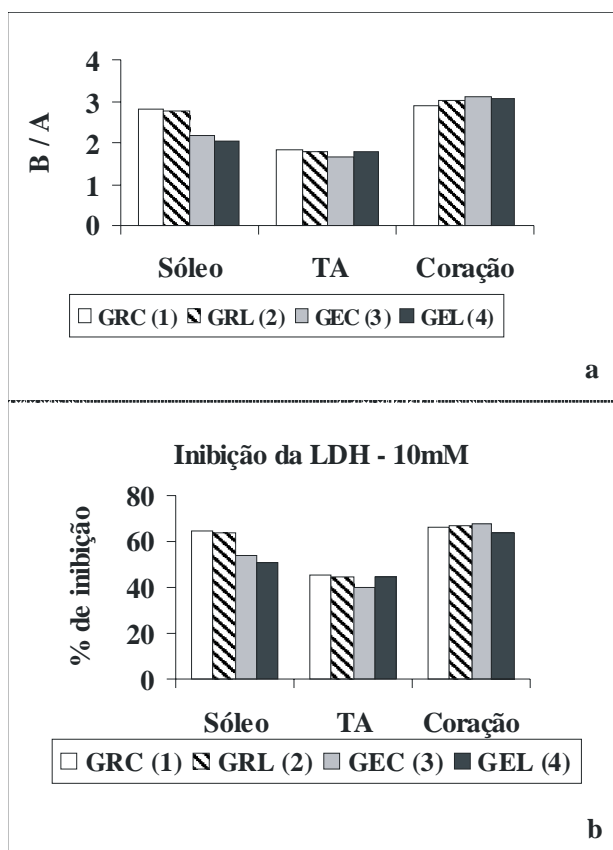 4
3
2
1
0
B / A
Sóleo TA Coração
GRC (1) GRL (2) GEC (3) GEL (4)
a
Inibição da LDH - 10mM
80
60
40
20
0
% de inibição
Sóleo TA Coração
GRC (1) GRL (2) GEC (3) GEL (4)
b